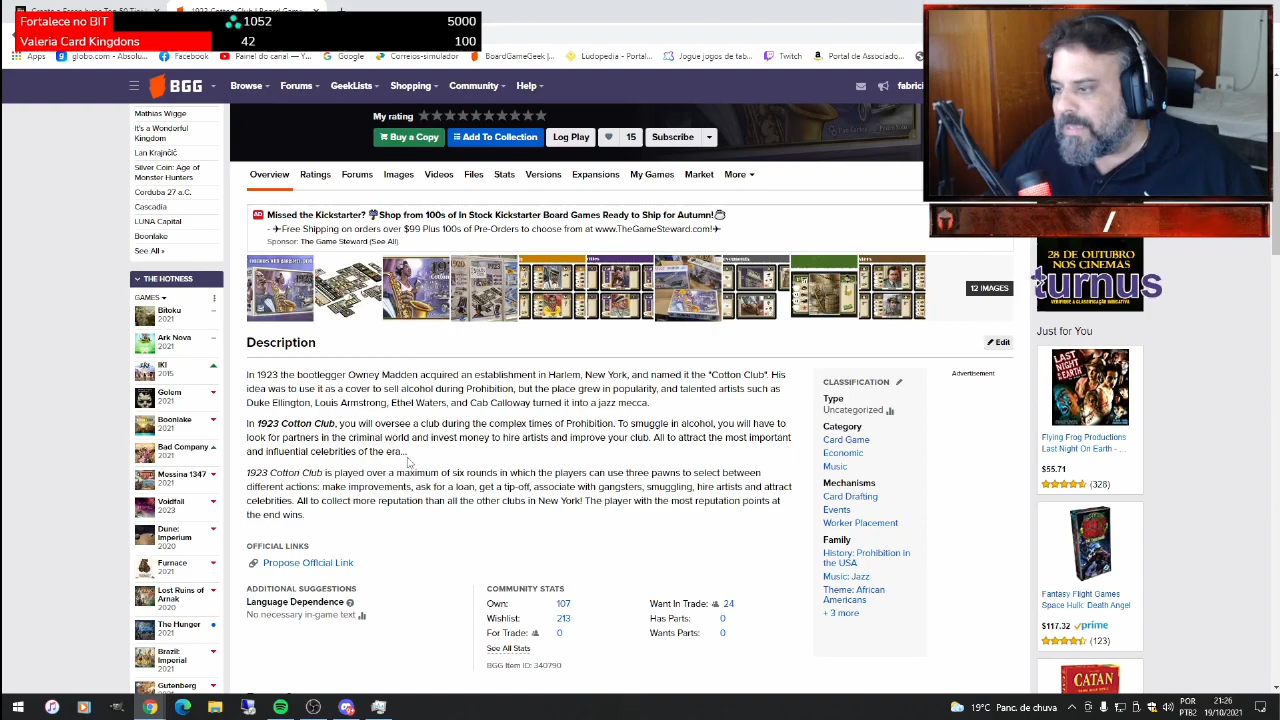 Fortalece no BIT 1052 5000
Valeria Card Kingdons 42 100
Apps globo.com - Absolu... Facebook Painel do canal — Y... Google Correios-simulador BoardGameGeek |... Ludopedia - Portal... Jogue jogos de tab... Twitch Portal de Associado...
BGG Browse Forums GeekLists Shopping Community Help fabrici
Mathias Wigge
It's a Wonderful
Kingdom
Lan Krajnčić
Silver Coin: Age of
Monster Hunters
Corduba 27 a.C.
Cascadia
LUNA Capital
Boonlake
See All »
THE HOTNESS
GAMES
Bitoku
2021
Ark Nova
2021
IKI
2015
Golem
2021
Boonlake
2021
Bad Company
2021
Messina 1347
2021
Voidfall
2023
Dune:
Imperium
2020
Furnace
2021
Lost Ruins of
Arnak
2020
The Hunger
2021
Brazil:
Imperial
2021
Gutenberg
My rating
Buy a Copy Add To Collection Log Play 15 Subscribe
Overview Ratings Forums Images Videos Files Stats Versions Expansions My Games Market More
AD Missed the Kickstarter? Shop from 100s of In Stock Kickstarter Board Games Ready to Ship for Autumn!
- ✈Free Shipping on orders over $99 Plus 100s of Pre-Orders to choose from at www.TheGameSteward.com!✈
Sponsor: The Game Steward (See All)
12 IMAGES
Description
Edit
In 1923 the bootlegger Owney Madden acquired an establishment in Harlem, New York, and named it the "Cotton Club". His
idea was to use it as a cover to sell alcohol during Prohibition, but the place grew in popularity, and talented artists such as
Duke Ellington, Louis Armstrong, Ethel Waters, and Cab Calloway turned it into a jazz mecca.
In 1923 Cotton Club, you will oversee a club during the complex times of Prohibition. To smuggle in alcohol, you will have to
look for partners in the criminal world and invest money to hire artists and improve your club. All to attract the most important
and influential celebrities of the era...
1923 Cotton Club is played over a maximum of six rounds in which the players can use three pawns to select between
different actions: make improvements, ask for a loan, get a tip-off, associate with gangsters, smuggling, hire artists and attract
celebrities. All to collect more reputation than all the other clubs in New York! The player with the most reputation points at
the end wins.
OFFICIAL LINKS
Propose Official Link
ADDITIONAL SUGGESTIONS
Language Dependence
No necessary in-game text
COMMUNITY STATS
Own: 107
Wishlist: 213
For Trade: 0
See All Stats
Want In Trade: 24
Has Parts: 0
Wants Parts: 0
BGG Item ID: 340790
CLASSIFICATION
Type
Uncategorized
Category
Card Game
Economic
Music
Mechanisms
Card Drafting
Events
Worker Placement
Family
History: Prohibition in
the USA
Music: Jazz
Theme: African
Americans
+ 3 more
Advertisement
/
28 DE OUTUBRO
NOS CINEMAS
turnus
VERIFIQUE A CLASSIFICAÇÃO INDICATIVA
Just for You
LAST NIGHT ON EARTH
Flying Frog Productions
Last Night On Earth - ...
$55.71
(328)
Fantasy Flight Games
Space Hulk: Death Angel
$117.32 prime
(123)
CATAN
19°C POR 21:26
PTB2 19/10/2021